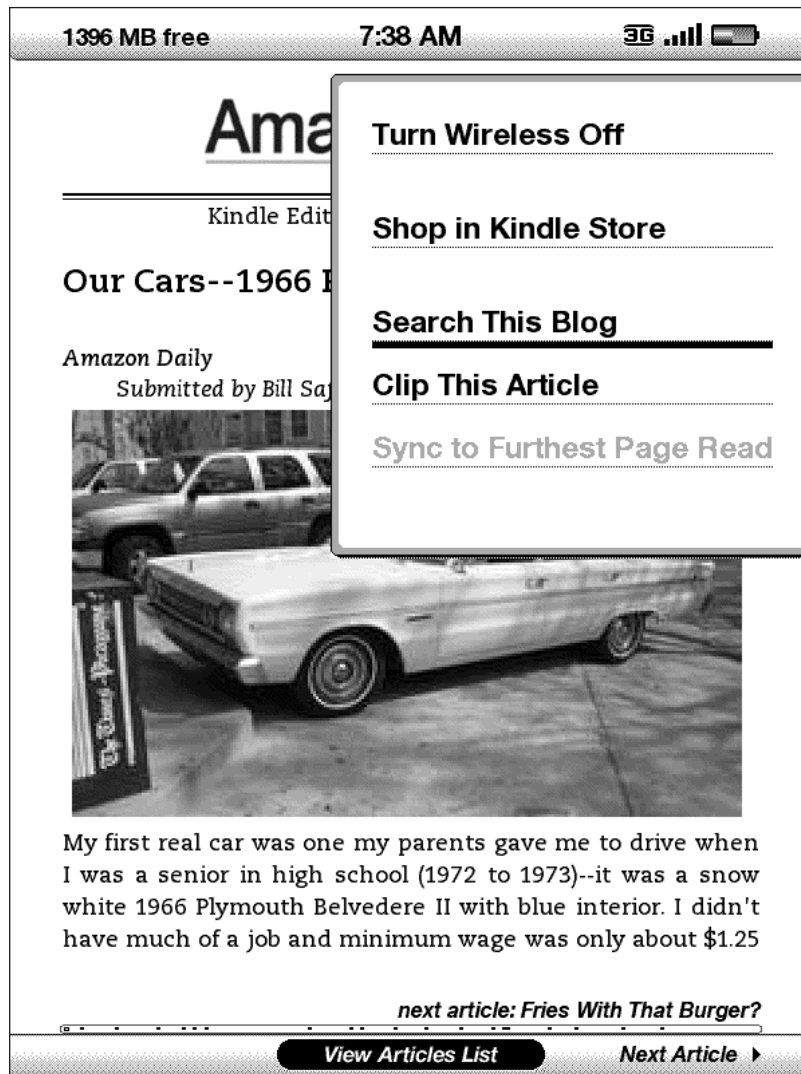 1396 MB free
7:38 AM
3G
Ama
Kindle Edit
Our Cars--1966
Amazon Daily
Submitted by Bill Saf
Turn Wireless Off
Shop in Kindle Store
Search This Blog
Clip This Article
Sync to Furthest Page Read
The Times-Picayune
My first real car was one my parents gave me to drive when
I was a senior in high school (1972 to 1973)--it was a snow
white 1966 Plymouth Belvedere II with blue interior. I didn't
have much of a job and minimum wage was only about $1.25
next article: Fries With That Burger?
View Articles List
Next Article